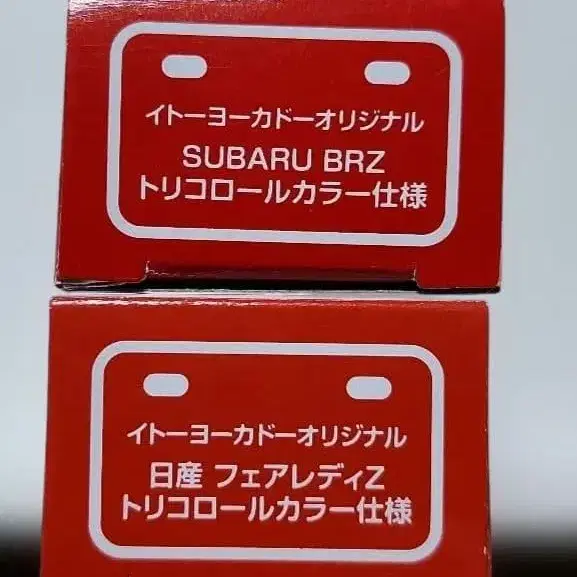 イトーヨーカドーオリジナル
SUBARU BRZ
トリコロールカラー仕様
イトーヨーカドーオリジナル
日産 フェアレディZ
トリコロールカラー仕様